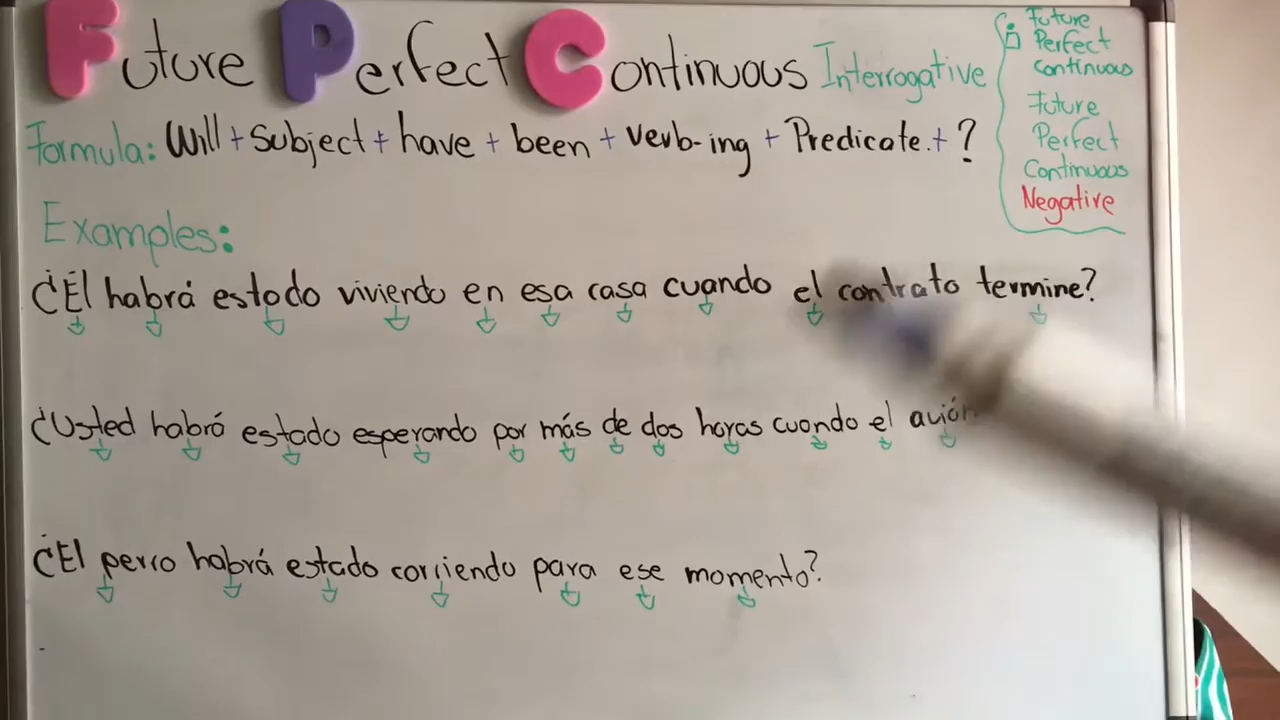 Future Perfect Continuous Interrogative
Formula: Will + Subject + have + been + verb-ing + Predicate. + ?
Future
Perfect
Continuous
Future
Perfect
Continuous
Negative
Examples:
¿Él habrá estado viviendo en esa casa cuando el contrato termine?
¿Usted habrá estado esperando por más de dos horas cuando el avión
¿El perro habrá estado corriendo para ese momento?